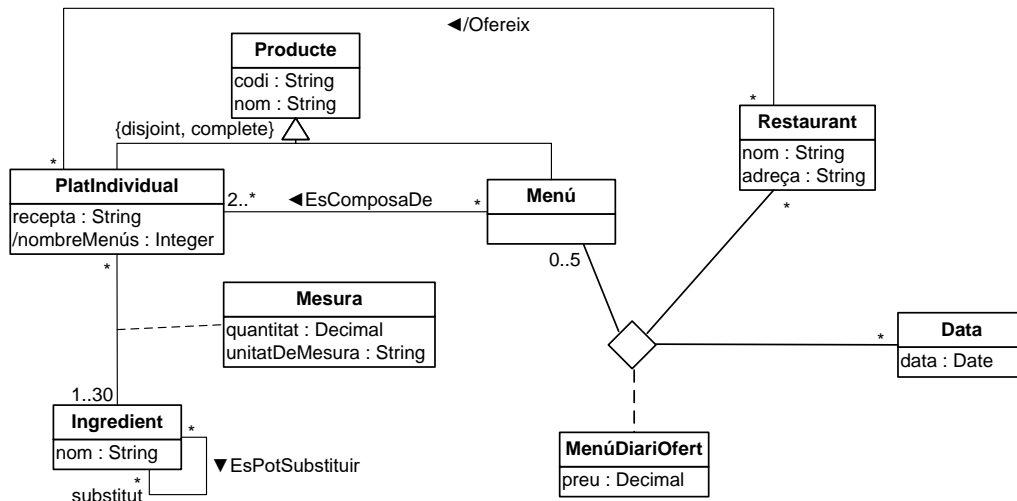 ◄/Ofereix
Producte
codi : String
nom : String
{disjoint, complete}
*
*
Restaurant
nom : String
adreça : String
*
PlatIndividual
recepta : String
/nombreMenús : Integer
2..*
◄EsComposaDe
*
Menú
0..5
*
Mesura
quantitat : Decimal
unitatDeMesura : String
*
Data
data : Date
1..30
Ingredient
nom : String
*
▼EsPotSubstituir
*
substitut
MenúDiariOfert
preu : Decimal